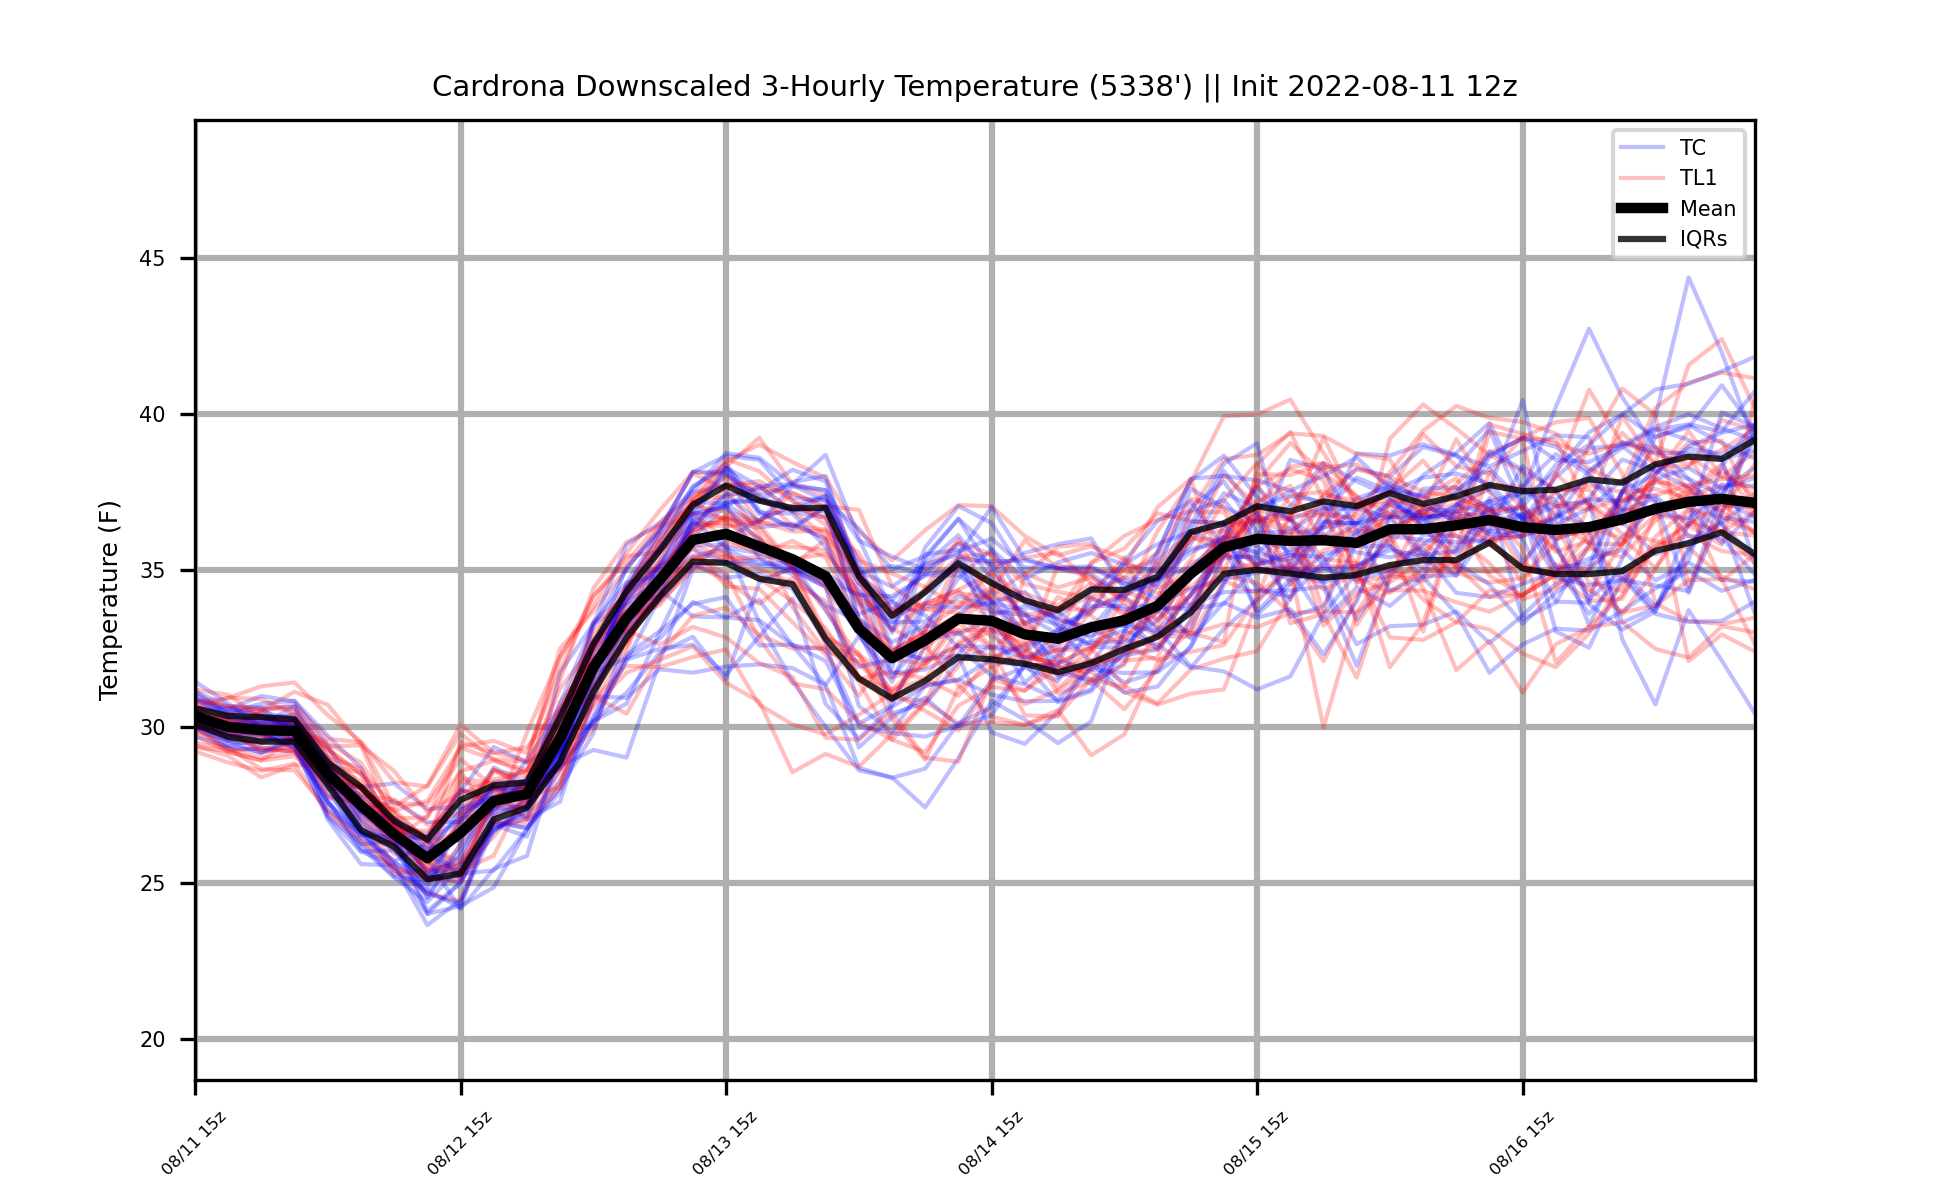 Cardrona Downscaled 3-Hourly Temperature (5338') || Init 2022-08-11 12z
TC
TL1
Mean
IQRs
Temperature (F)
45
40
35
30
25
20
08/11 15z
08/12 15z
08/13 15z
08/14 15z
08/15 15z
08/16 15z